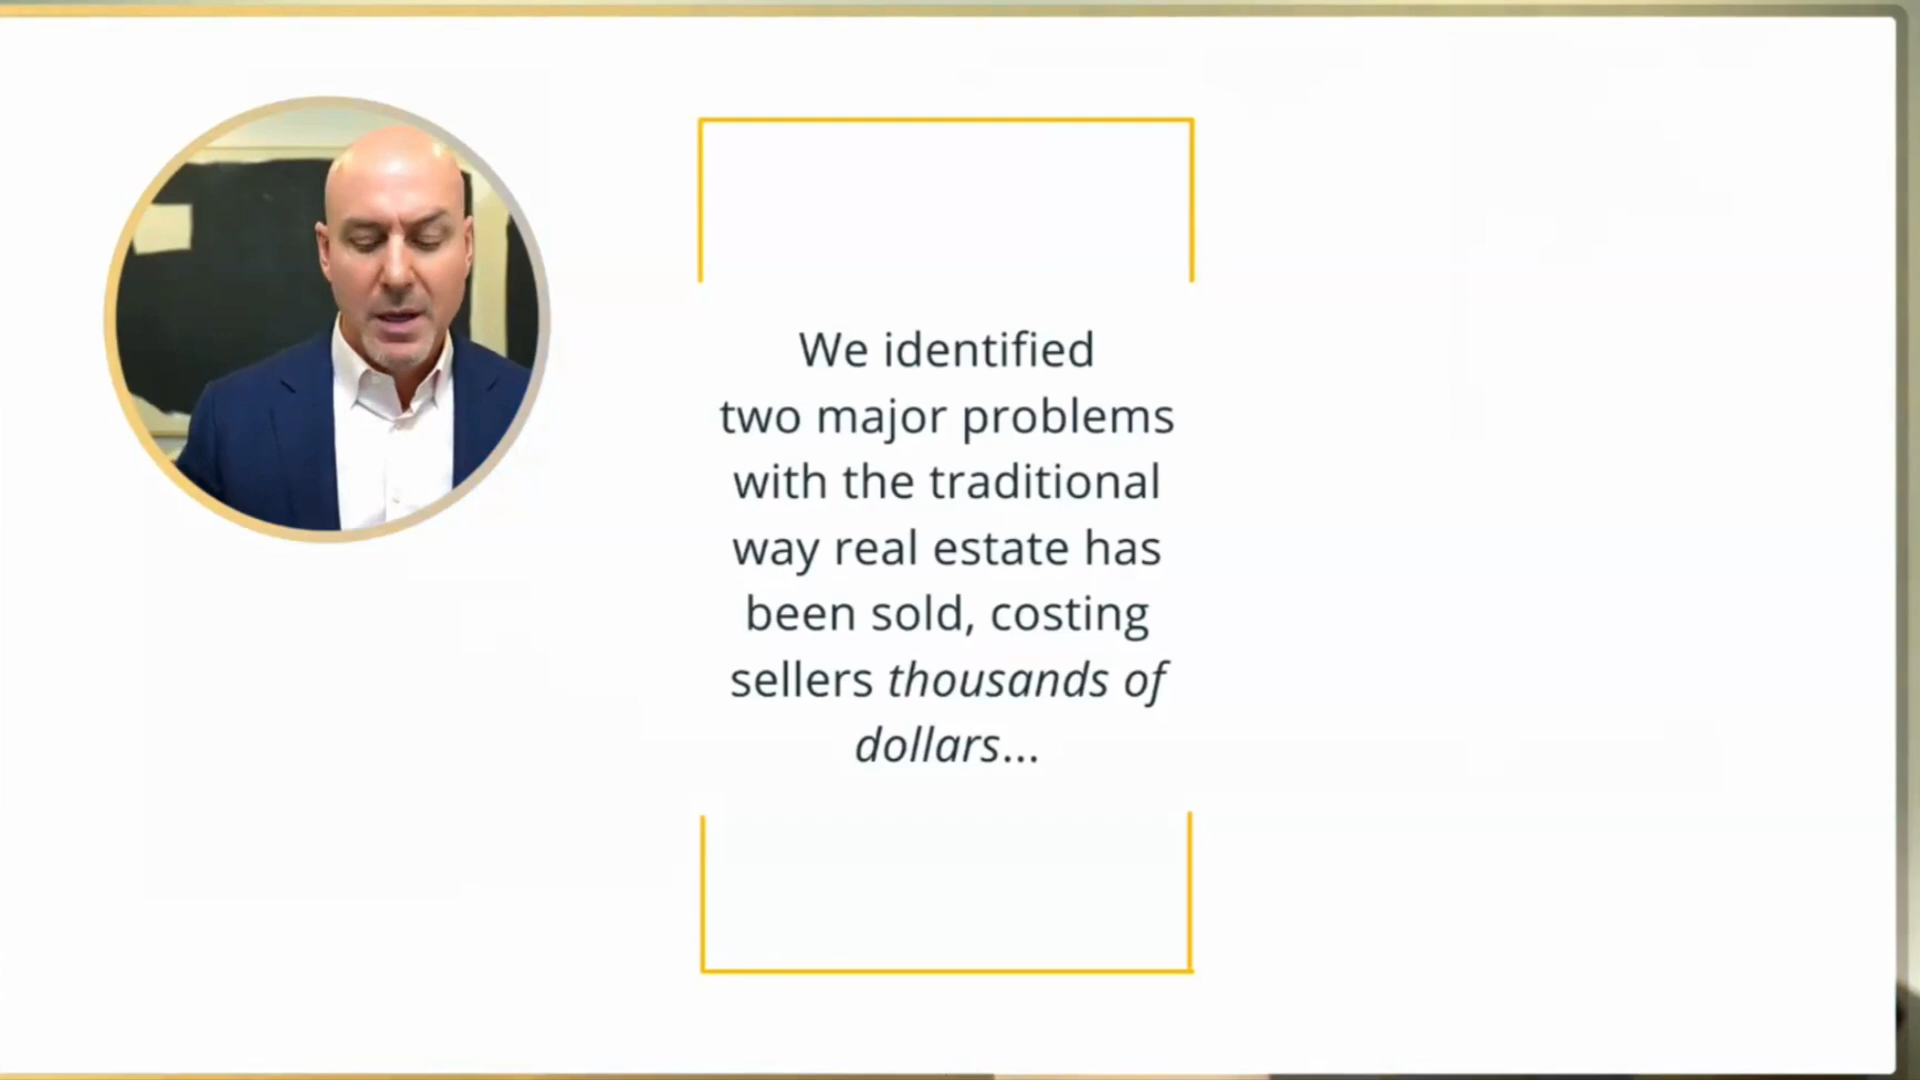 We identified
two major problems
with the traditional
way real estate has
been sold, costing
sellers thousands of
dollars...